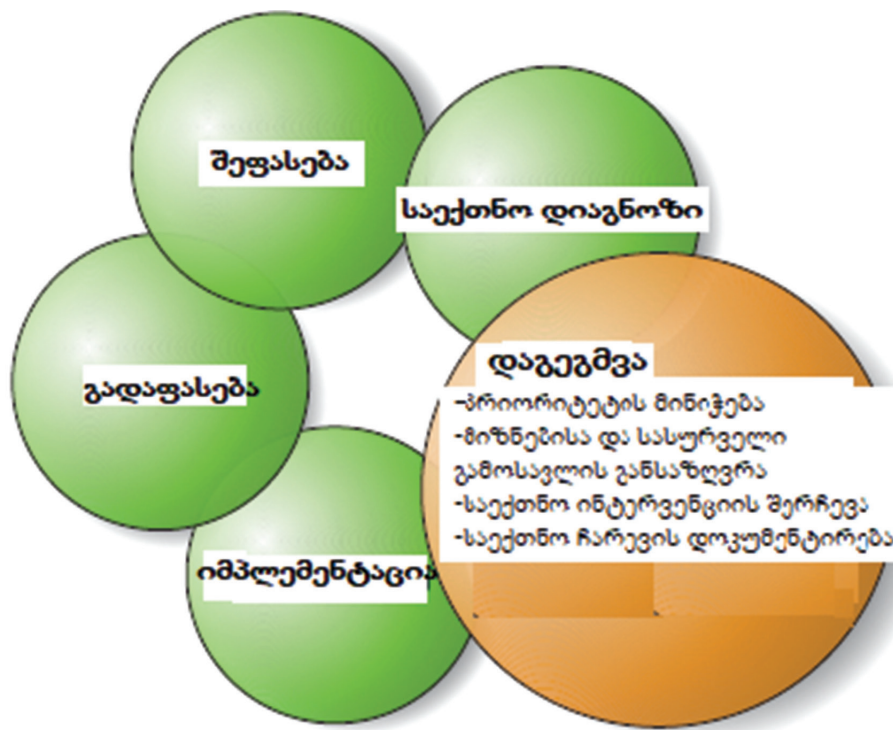 შეფასება
საექთნო დიაგნოზი
დაგეგმვა
-პრიორიტეტის მინიჭება
-მიზნებისა და სასურველი
გამოსავლის განსაზღვრა
-საექთნო ინტერვენციის შერჩევა
-საექთნო ჩარევის დოკუმენტირება
იმპლემენტაცია
გადაფასება